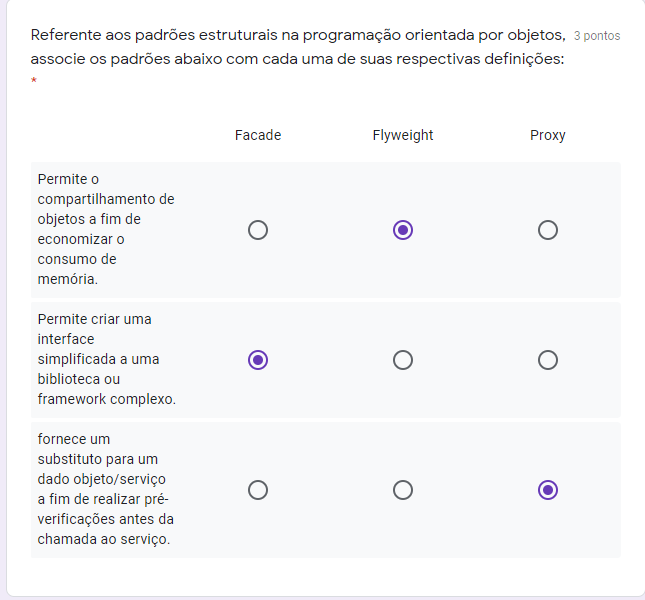 Referente aos padrões estruturais na programação orientada por objetos, 3 pontos
associe os padrões abaixo com cada uma de suas respectivas definições:
*
Facade Flyweight Proxy
Permite o
compartilhamento de
objetos a fim de
economizar o
consumo de
memória.
Permite criar uma
interface
simplificada a uma
biblioteca ou
framework complexo.
fornece um
substituto para um
dado objeto/serviço
a fim de realizar pré-
verificações antes da
chamada ao serviço.